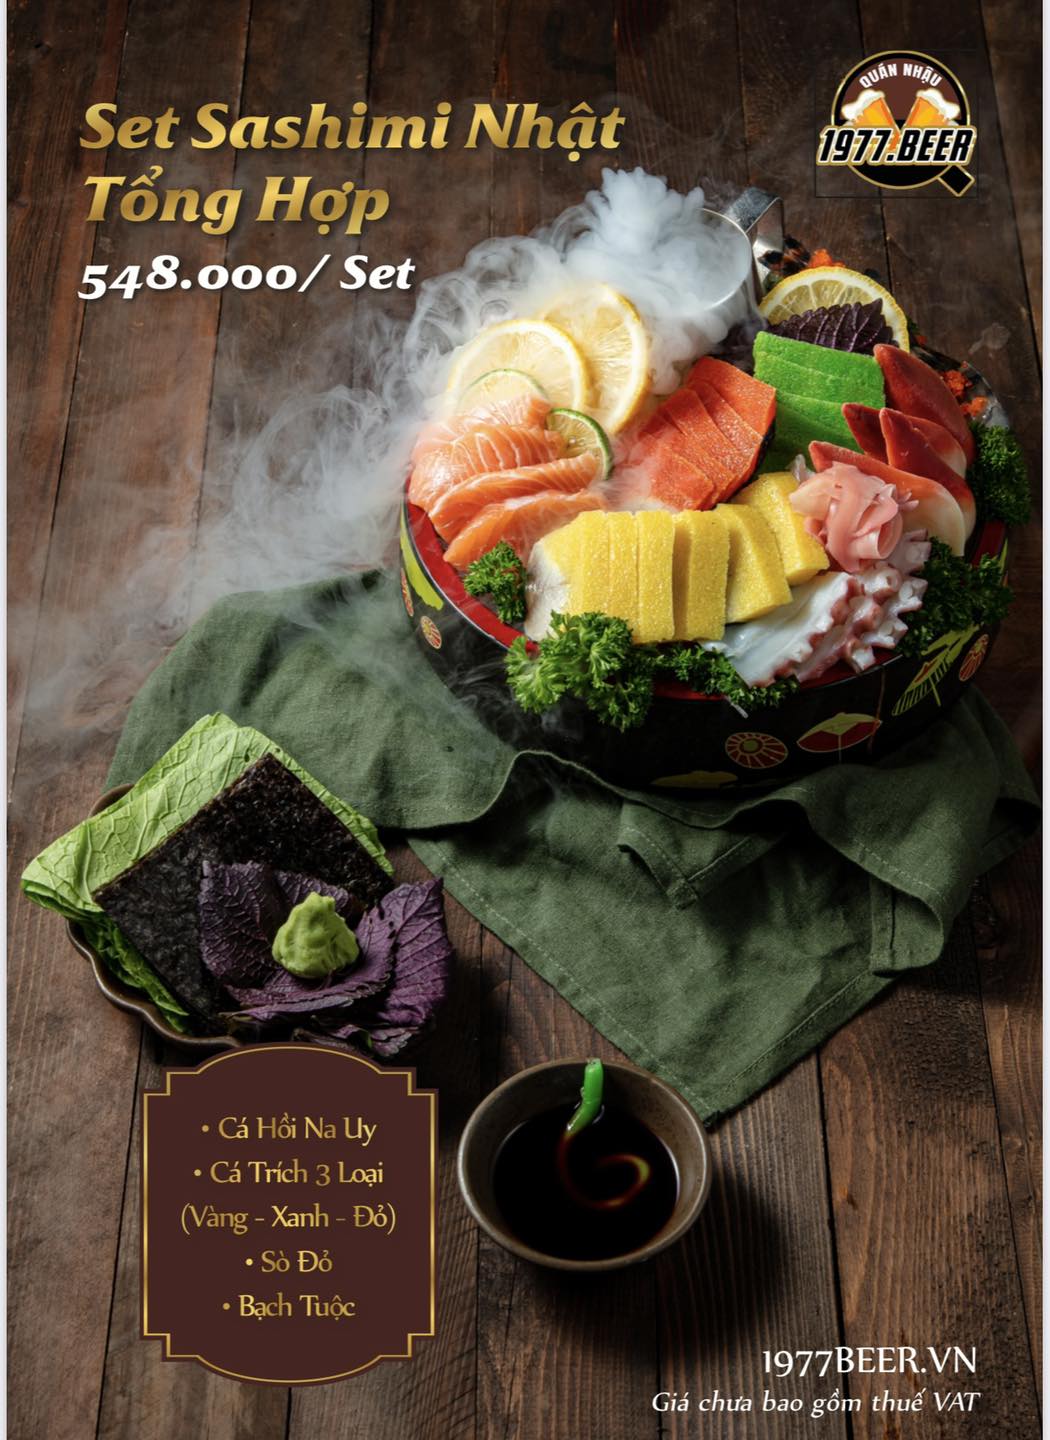 Set Sashimi Nhật
Tổng Hợp
548.000/ Set
QUÁN NHẬU
1977.BEER
• Cá Hồi Na Uy
• Cá Trích 3 Loại
(Vàng - Xanh - Đỏ)
• Sò Đỏ
• Bạch Tuộc
1977BEER.VN
Giá chưa bao gồm thuế VAT